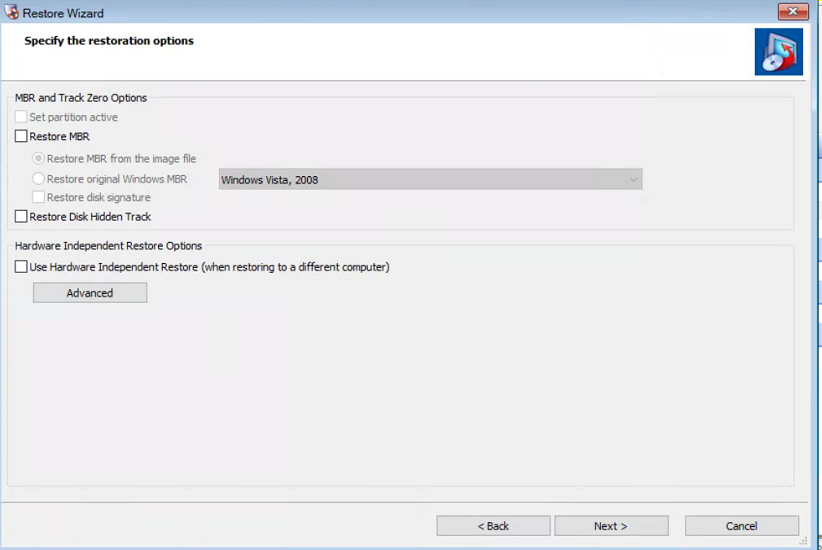 Restore Wizard
Specify the restoration options
MBR and Track Zero Options
Set partition active
Restore MBR
Restore MBR from the image file
Restore original Windows MBR
Windows Vista, 2008
Restore disk signature
Restore Disk Hidden Track
Hardware Independent Restore Options
Use Hardware Independent Restore (when restoring to a different computer)
Advanced
< Back
Next >
Cancel